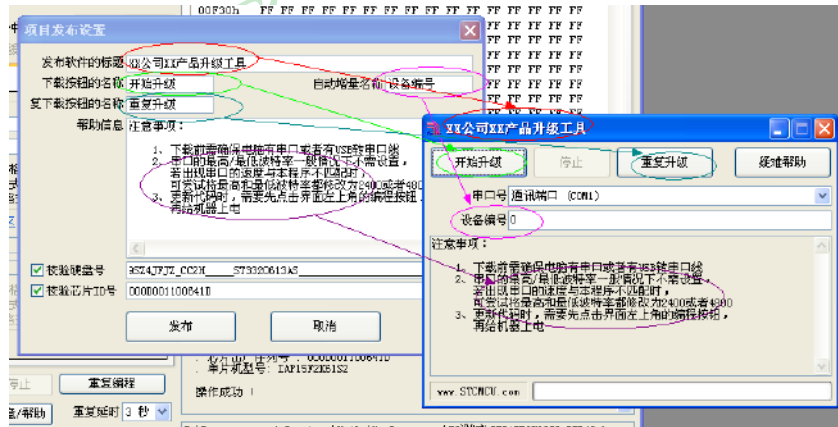 00F30h FF FF FF FF FF FF FF FF FF FF FF FF FF FF FF FF
项目发布设置
发布软件的标题 XX公司XX产品升级工具
下载按钮的名称 开始升级 自动增量名称 设备编号
复下载按钮的名称 重复升级
帮助信息 注意事项:
1、下载前需确保电脑有串口或者有USB转串口线
2、串口的最高/最低波特率一般情况下不需设置,
若出现串口的速度与本程序不匹配时,
可尝试将最高和最低波特率都修改为2400或者480
3、更新代码时,需要先点击界面左上角的编程按钮,
再给机器上电
校验硬盘号
校验芯片ID号 000D001100641D
发布 取消
XX公司XX产品升级工具
开始升级 停止 重复升级 疑难帮助
串口号 通讯端口 (COM1)
设备编号 0
注意事项:
1、下载前需确保电脑有串口或者有USB转串口线
2、串口的最高/最低波特率一般情况下不需设置,
若出现串口的速度与本程序不匹配时,
可尝试将最高和最低波特率都修改为2400或者4800
3、更新代码时,需要先点击界面左上角的编程按钮,
再给机器上电
www.STCMCU.com
. 单片机型号: IAP15F2K61S2
操作成功 !
停止 重复编程
/帮助 重复延时 3 秒